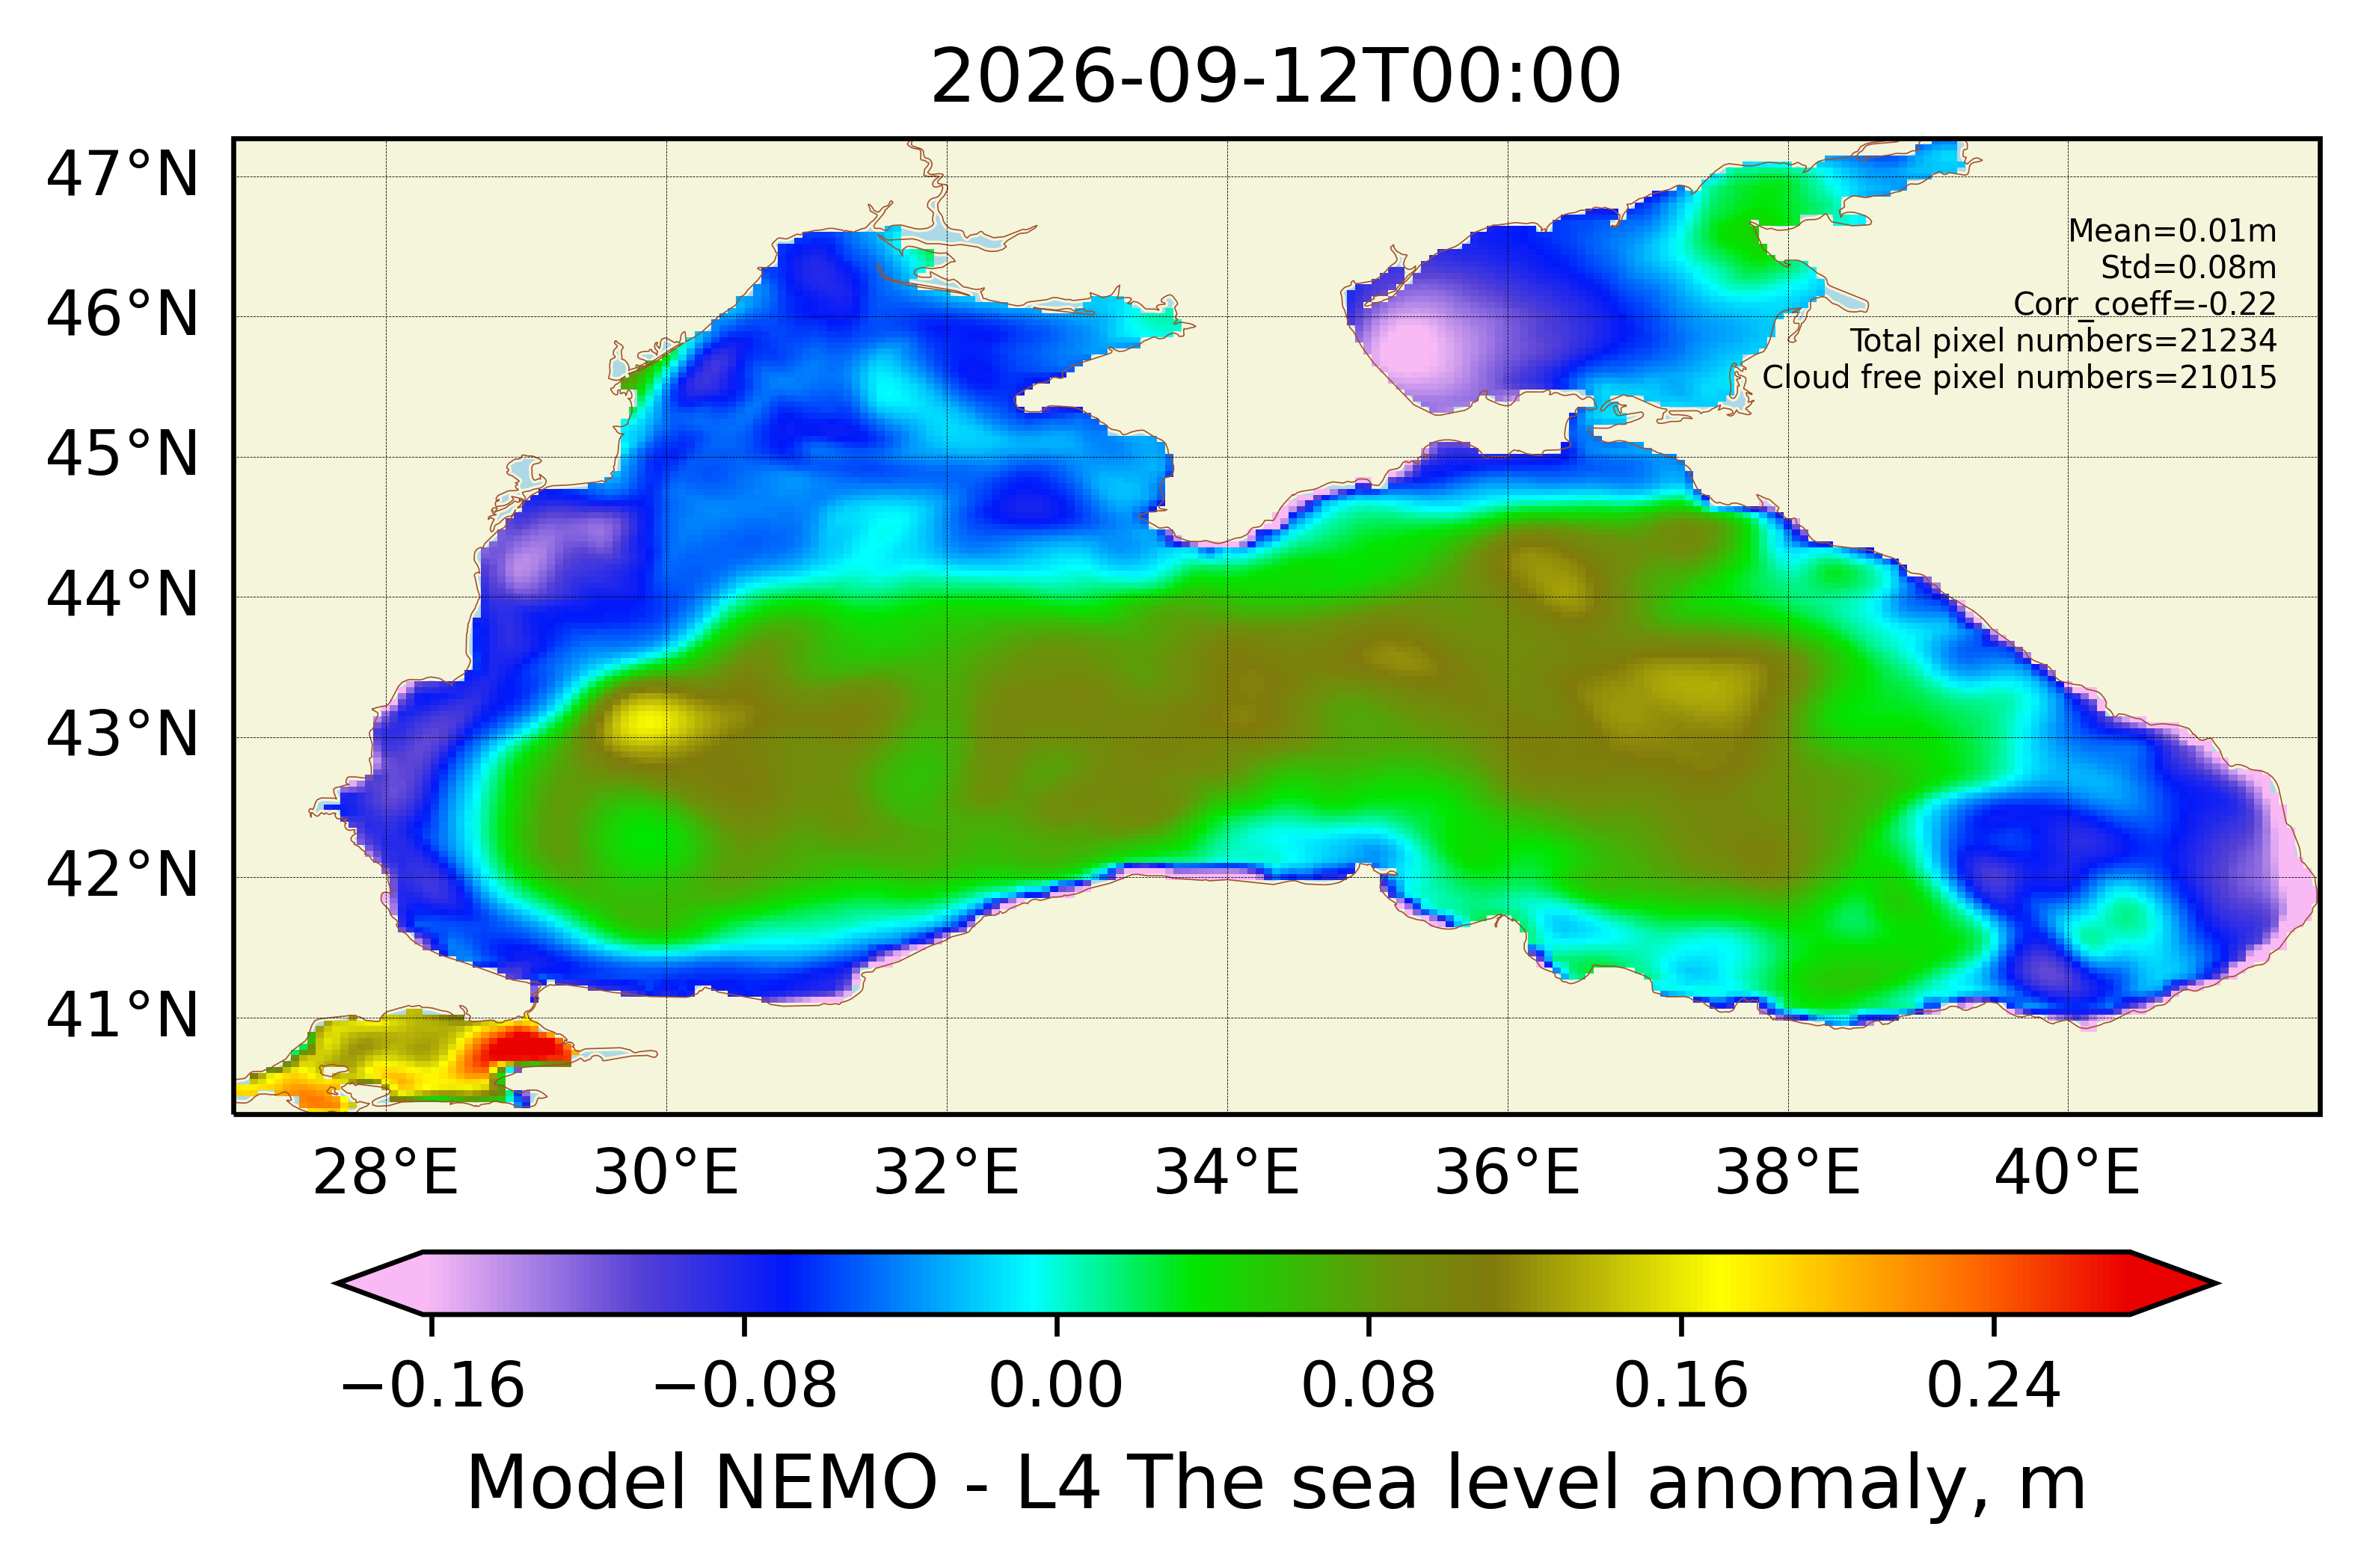 2026-09-12T00:00
47°N
46°N
45°N
44°N
43°N
42°N
41°N
Mean=0.01m
Std=0.08m
Corr_coeff=-0.22
Total pixel numbers=21234
Cloud free pixel numbers=21015
28°E 30°E 32°E 34°E 36°E 38°E 40°E
−0.16 −0.08 0.00 0.08 0.16 0.24
Model NEMO - L4 The sea level anomaly, m